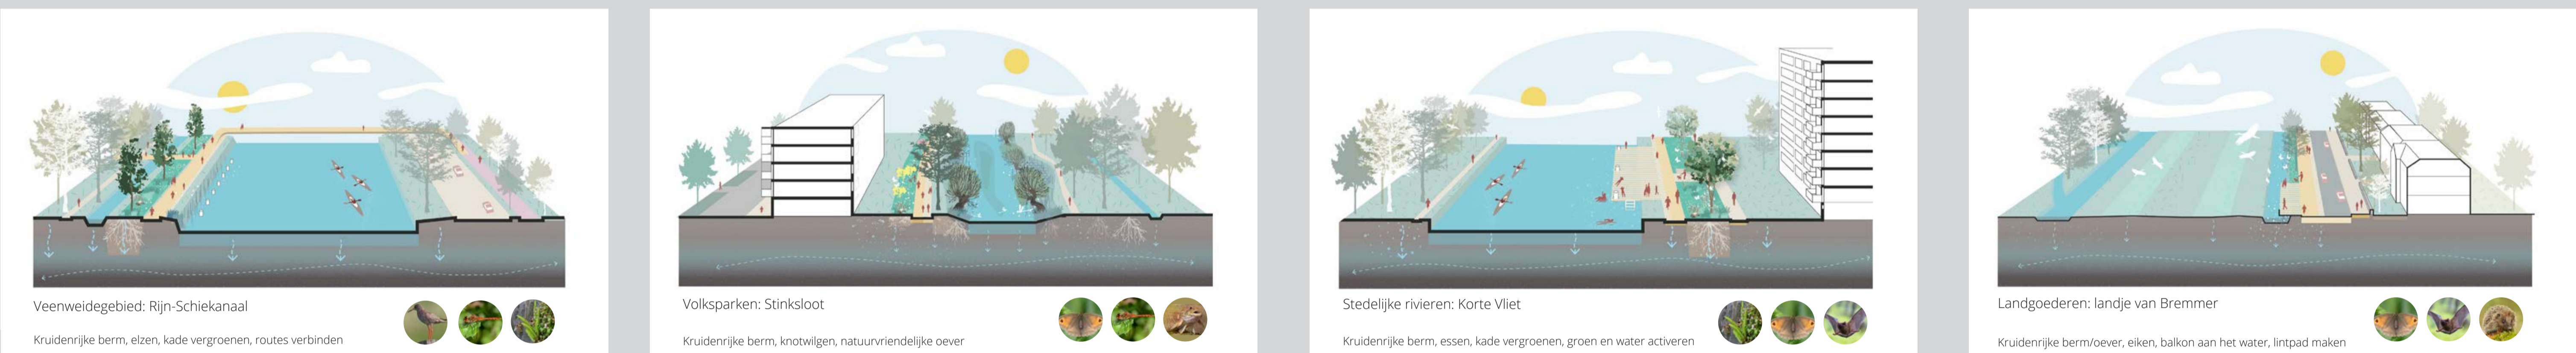 Veenweidegebied: Rijn-Schiekanaal
Kruidenrijke berm, elzen, kade vergroenen, routes verbinden
Volksparken: Stinksloot
Kruidenrijke berm, knotwilgen, natuurvriendelijke oever
Stedelijke rivieren: Korte Vliet
Kruidenrijke berm, essen, kade vergroenen, groen en water activeren
Landgoederen: landje van Bremmer
Kruidenrijke berm/oever, eiken, balkon aan het water, lintpad maken